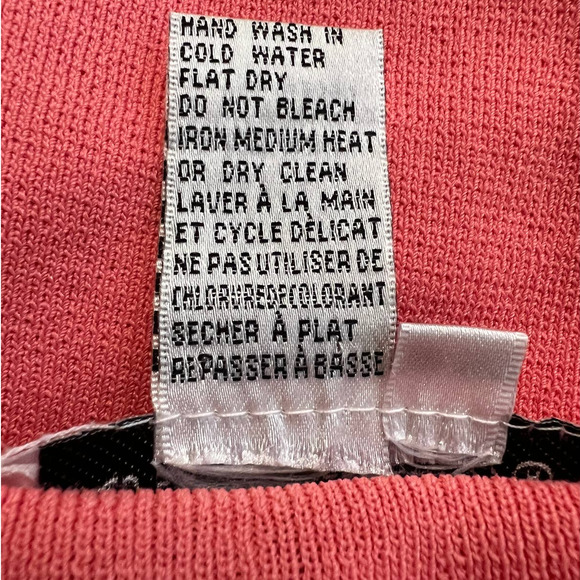 HAND WASH IN
COLD WATER
FLAT DRY
DO NOT BLEACH
IRON MEDIUM HEAT
OR DRY CLEAN
LAVER À LA MAIN
ET CYCLE DÈLICAT
NE PAS UTILISER DE
CHLORUREDECOLORANT
SECHER À PLAT
REPASSER À BÀSSE